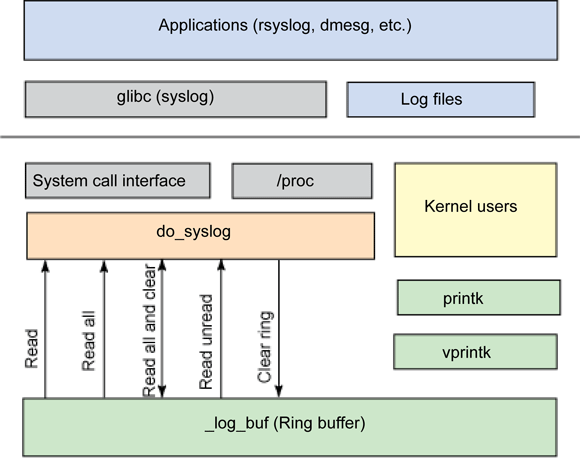 Applications (rsyslog, dmesg, etc.)
glibc (syslog)
Log files
System call interface
/proc
Kernel users
do_syslog
printk
vprintk
Read
Read all
Read all and clear
Read unread
Clear ring
_log_buf (Ring buffer)